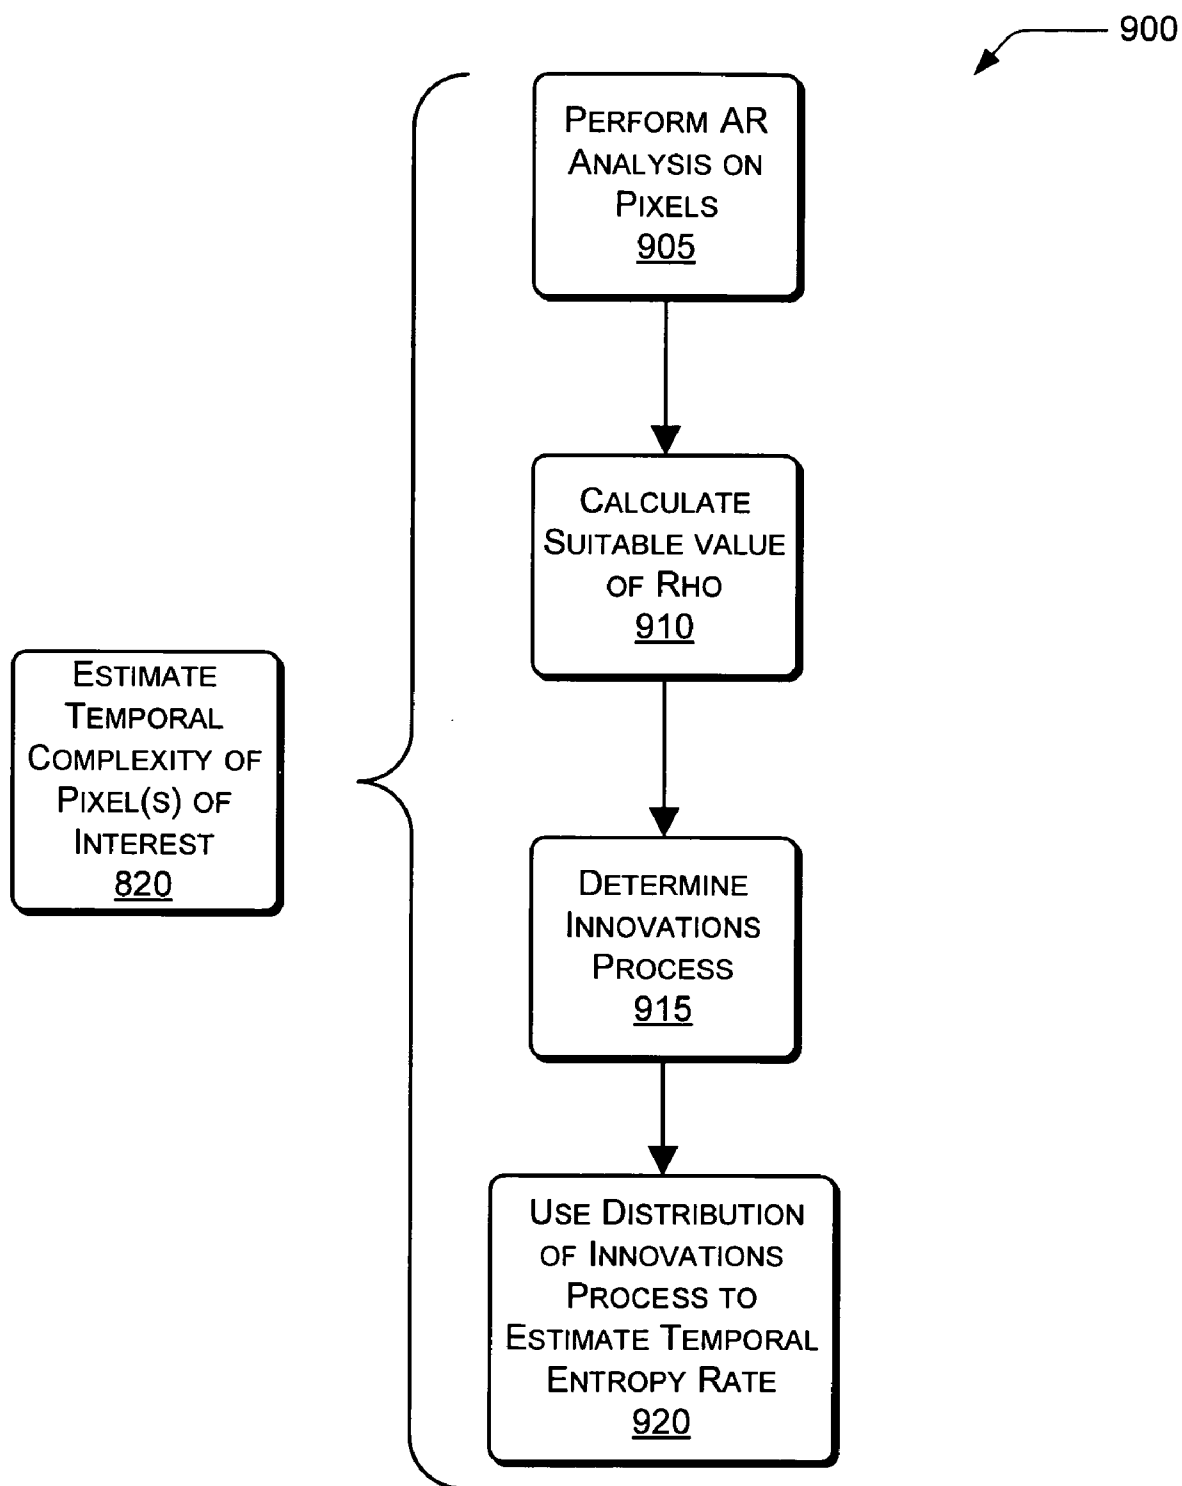 900
PERFORM AR
ANALYSIS ON
PIXELS
905
CALCULATE
SUITABLE VALUE
OF RHO
910
ESTIMATE
TEMPORAL
COMPLEXITY OF
PIXEL(S) OF
INTEREST
820
DETERMINE
INNOVATIONS
PROCESS
915
USE DISTRIBUTION
OF INNOVATIONS
PROCESS TO
ESTIMATE TEMPORAL
ENTROPY RATE
920